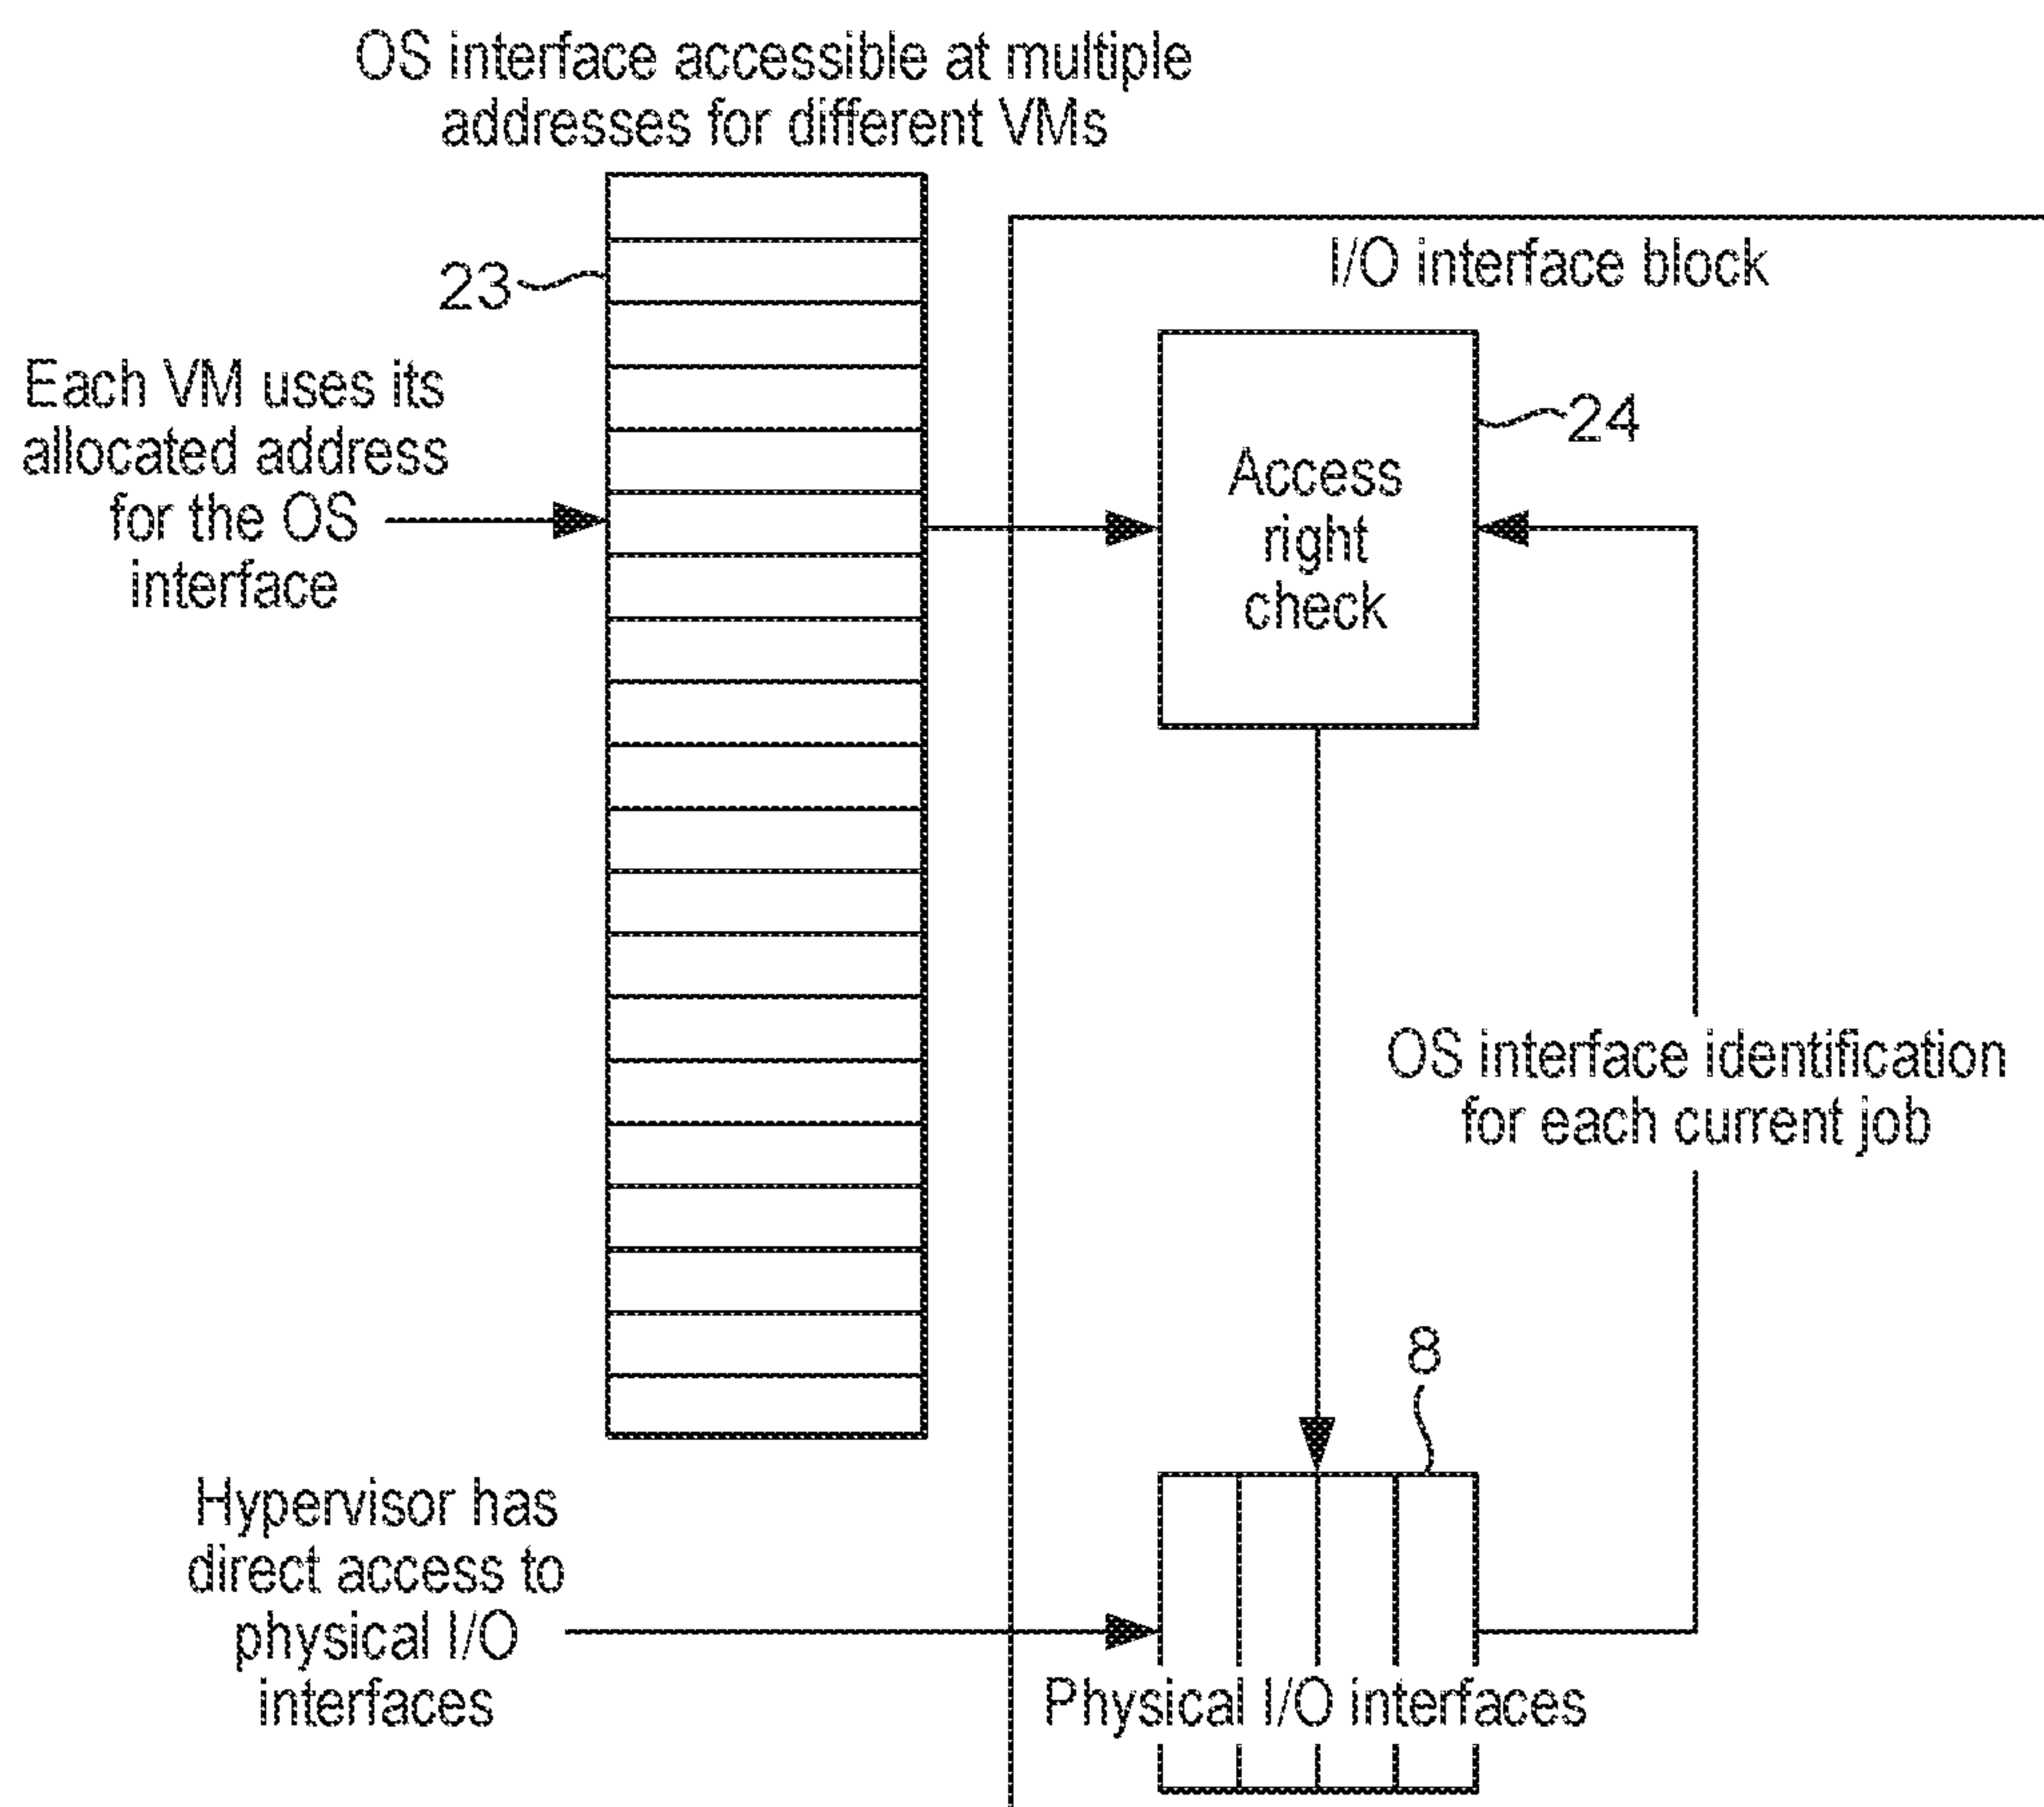 OS interface accessible at multiple
addresses for different VMs
I/O interface block
23
Each VM uses its
allocated address
for the OS
interface
24
Access
right
check
OS interface identification
for each current job
8
Hypervisor has
direct access to
physical I/O
interfaces
Physical I/O interfaces